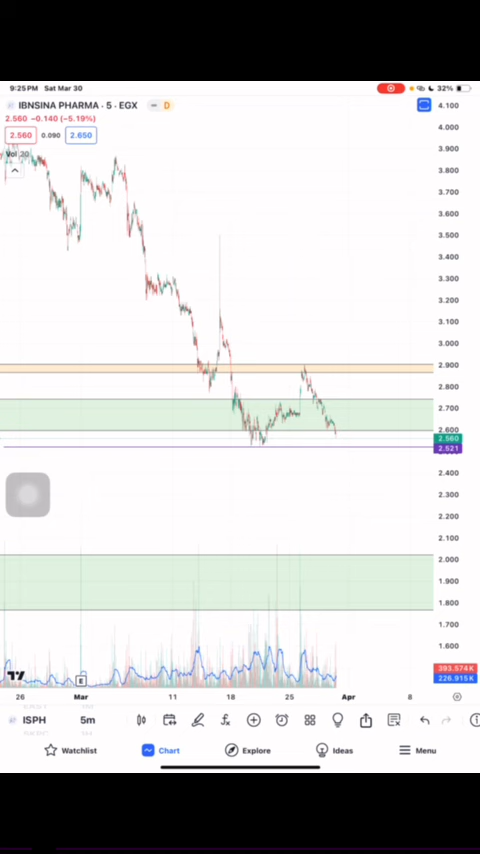 9:25PM Sat Mar 30 32%
IBNSINA PHARMA · 5 · EGX D
2.560 −0.140 (−5.19%)
2.560 0.090 2.650
Vol 20
4.100
4.000
3.900
3.800
3.700
3.600
3.500
3.400
3.300
3.200
3.100
3.000
2.900
2.800
2.700
2.600
2.560
2.521
2.400
2.300
2.200
2.100
2.000
1.900
1.800
1.700
1.600
393.574K
226.915K
E
26 Mar 11 18 25 Apr 8
ISPH 5m
Watchlist Chart Explore Ideas Menu